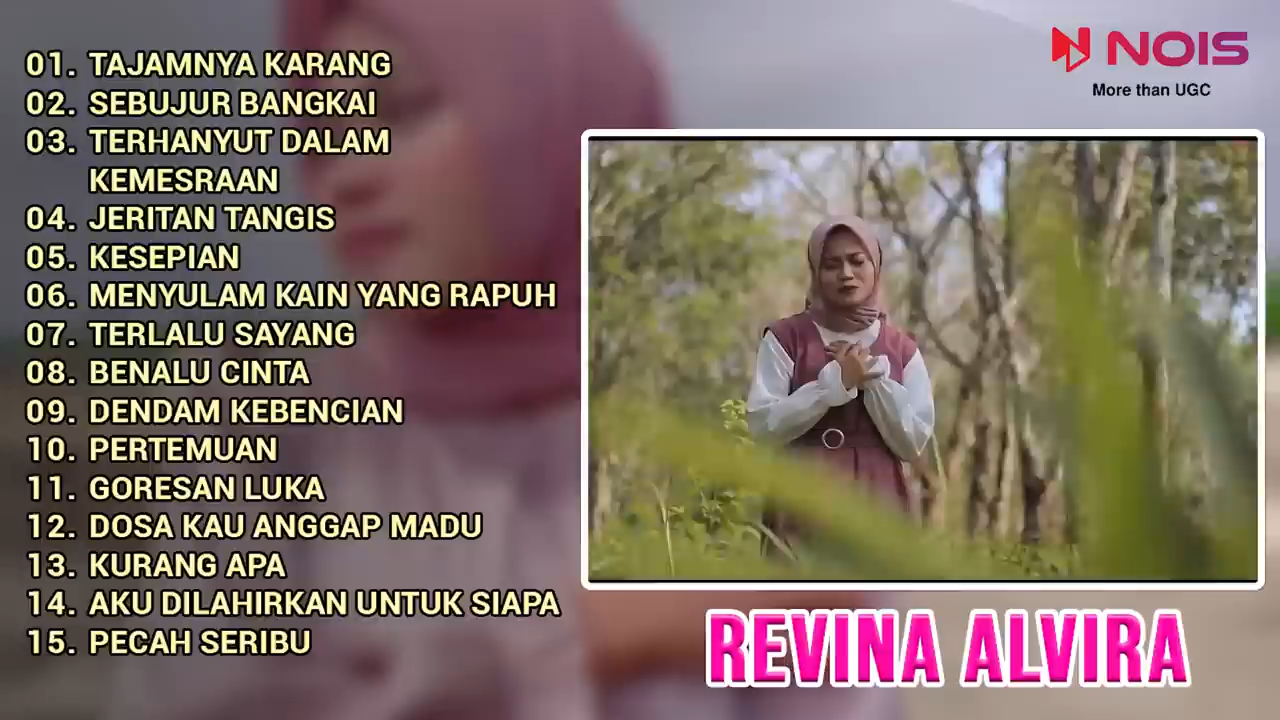 01. TAJAMNYA KARANG
02. SEBUJUR BANGKAI
03. TERHANYUT DALAM
KEMESRAAN
04. JERITAN TANGIS
05. KESEPIAN
06. MENYULAM KAIN YANG RAPUH
07. TERLALU SAYANG
08. BENALU CINTA
09. DENDAM KEBENCIAN
10. PERTEMUAN
11. GORESAN LUKA
12. DOSA KAU ANGGAP MADU
13. KURANG APA
14. AKU DILAHIRKAN UNTUK SIAPA
15. PECAH SERIBU
NOIS
More than UGC
REVINA ALVIRA